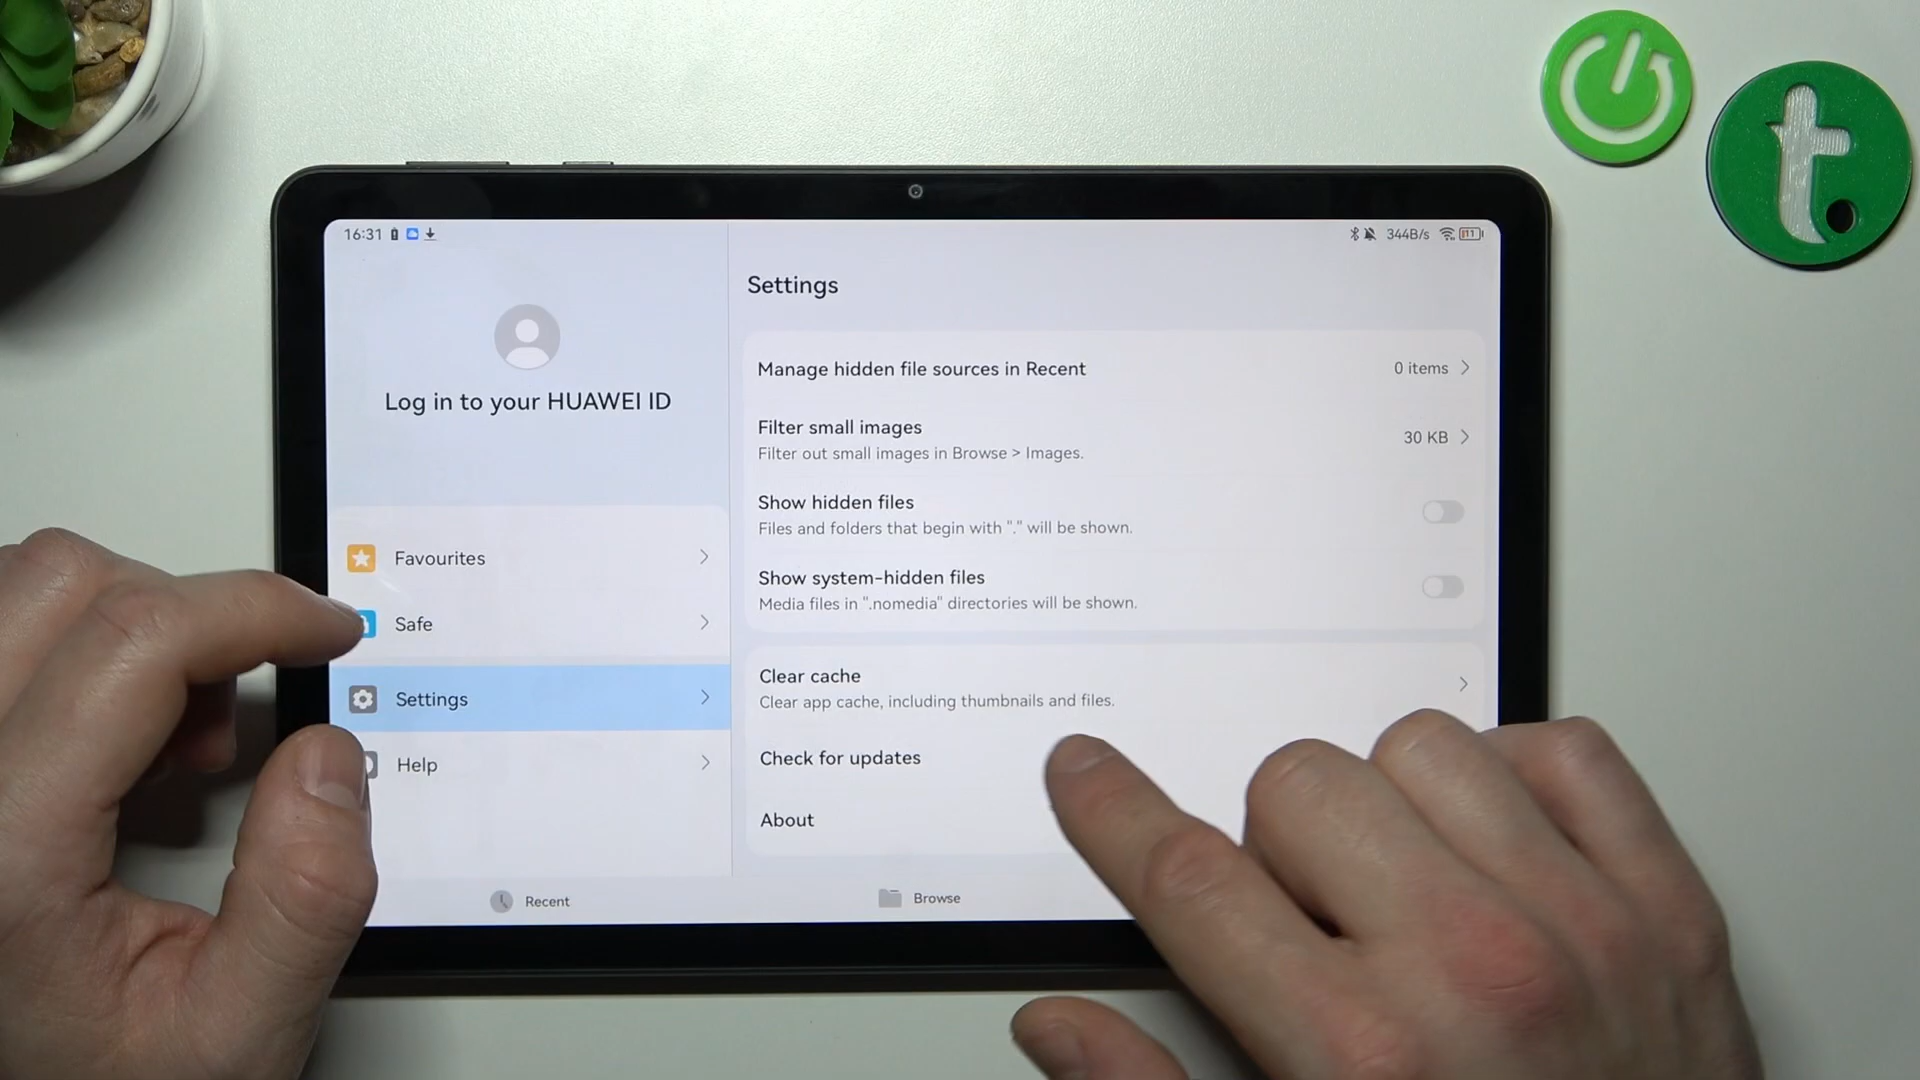 16:31
344B/s
11
Log in to your HUAWEI ID
Favourites
Safe
Settings
Help
Settings
Manage hidden file sources in Recent
0 items
Filter small images
30 KB
Filter out small images in Browse > Images.
Show hidden files
Files and folders that begin with "." will be shown.
Show system-hidden files
Media files in ".nomedia" directories will be shown.
Clear cache
Clear app cache, including thumbnails and files.
Check for updates
About
Recent
Browse
t.